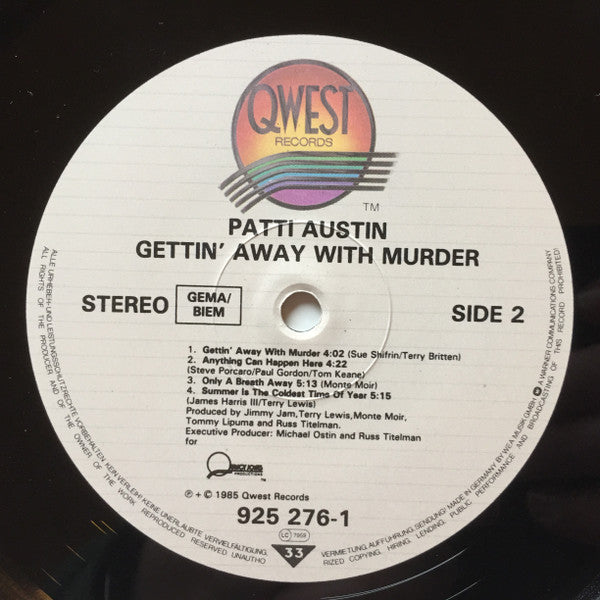 QWEST
RECORDS
TM
PATTI AUSTIN
GETTIN' AWAY WITH MURDER
STEREO
GEMA/
BIEM
SIDE 2
1. Gettin' Away With Murder 4:02 (Sue Shifrin/Terry Britten)
2. Anything Can Happen Here 4:22
(Steve Porcaro/Paul Gordon/Tom Keane)
3. Only A Breath Away 5:13 (Monte Moir)
4. Summer Is The Coldest Time Of Year 5:15
(James Harris III/Terry Lewis)
Produced by Jimmy Jam,Terry Lewis,Monte Moir,
Tommy Lipuma and Russ Titelman.
Executive Producer: Michael Ostin and Russ Titelman
for
PRODUCTIONS
TM
℗ + © 1985 Qwest Records
925 276-1
LC 7959
33
ALLE URHEBER- UND LEISTUNGSSCHUTZRECHTE VORBEHALTEN. KEIN VERLEIH! KEINE UNERLAUBTE VERVIELFÄLTIGUNG,
VERMIETUNG, AUFFÜHRUNG, SENDUNG! MADE IN GERMANY BY WEA MUSIK GMBH A WARNER COMMUNICATIONS COMPANY
ALL RIGHTS OF THE PRODUCER AND OF THE OWNER OF THE WORK REPRODUCED RESERVED. UNAUTHO
RIZED COPYING, HIRING, LENDING, PUBLIC PERFORMANCE AND BROADCASTING OF THIS RECORD PROHIBITED!